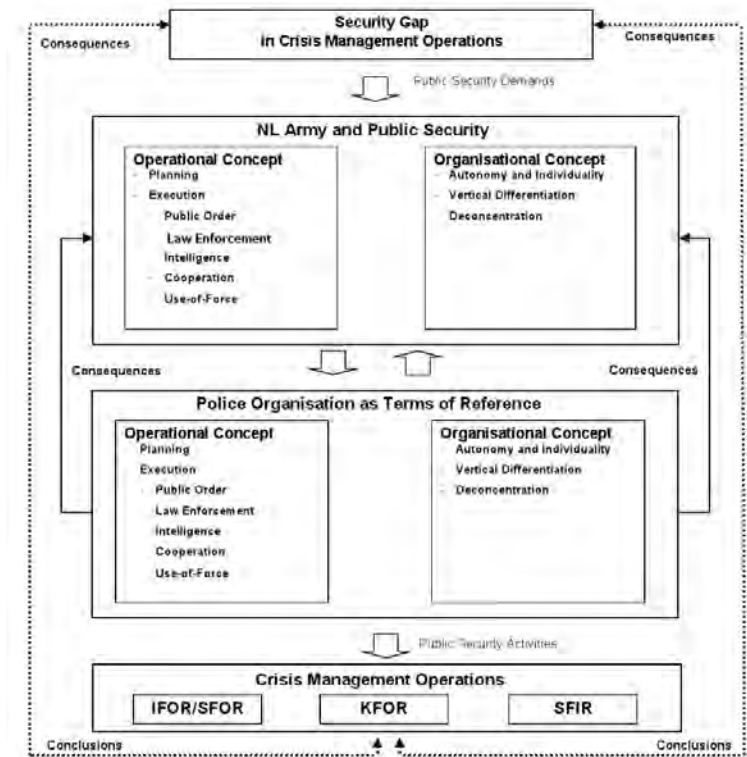 Security Gap
in Crisis Management Operations
Consequences
Consequences
Public Security Demands
NL Army and Public Security
Operational Concept
- Planning
- Execution
Public Order
Law Enforcement
Intelligence
- Cooperation
Use-of-Force
Organisational Concept
- Autonomy and Individuality
- Vertical Differentiation
Deconcentration
Consequences
Consequences
Police Organisation as Terms of Reference
Operational Concept
Planning
Execution
- Public Order
Law Enforcement
Intelligence
Cooperation
- Use-of-Force
Organisational Concept
Autonomy and Individuality
- Vertical Differentiation
- Deconcentration
Public Security Activities
Crisis Management Operations
IFOR/SFOR
KFOR
SFIR
Conclusions
Conclusions